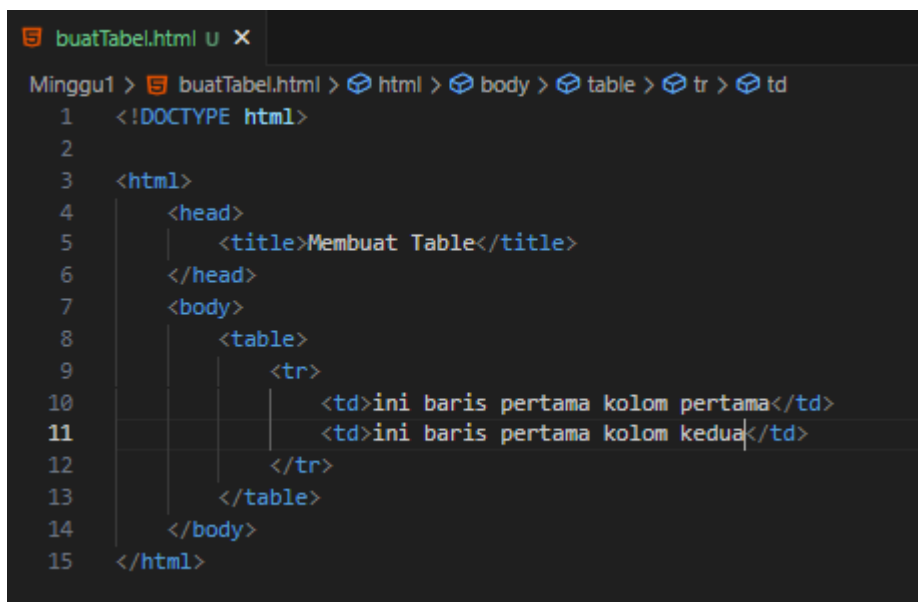 buatTabel.html U ×
Minggu1 > buatTabel.html > html > body > table > tr > td
1 <!DOCTYPE html>
2
3 <html>
4     <head>
5         <title>Membuat Table</title>
6     </head>
7     <body>
8         <table>
9             <tr>
10                 <td>ini baris pertama kolom pertama</td>
11                 <td>ini baris pertama kolom kedua</td>
12             </tr>
13         </table>
14     </body>
15 </html>